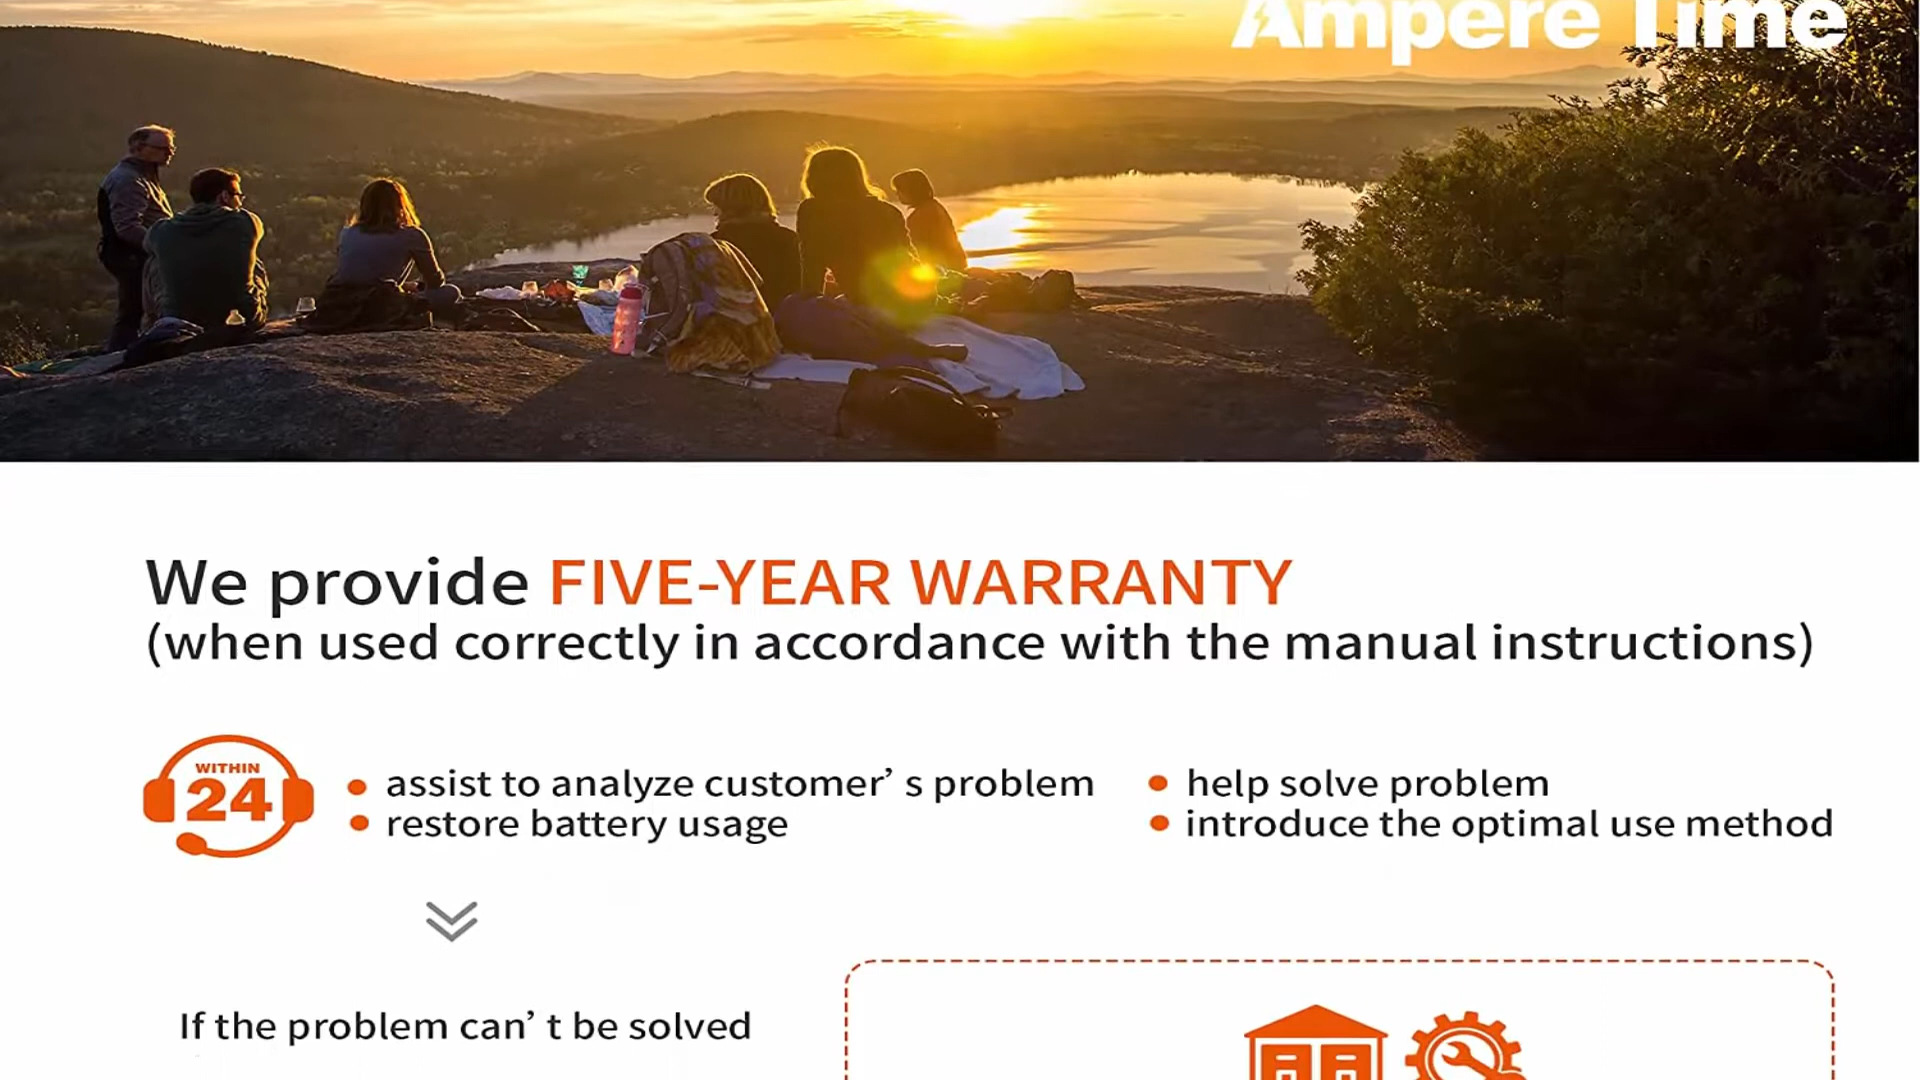 Ampere Time
We provide FIVE-YEAR WARRANTY
(when used correctly in accordance with the manual instructions)
WITHIN
24
• assist to analyze customer’ s problem
• restore battery usage
• help solve problem
• introduce the optimal use method
If the problem can’ t be solved